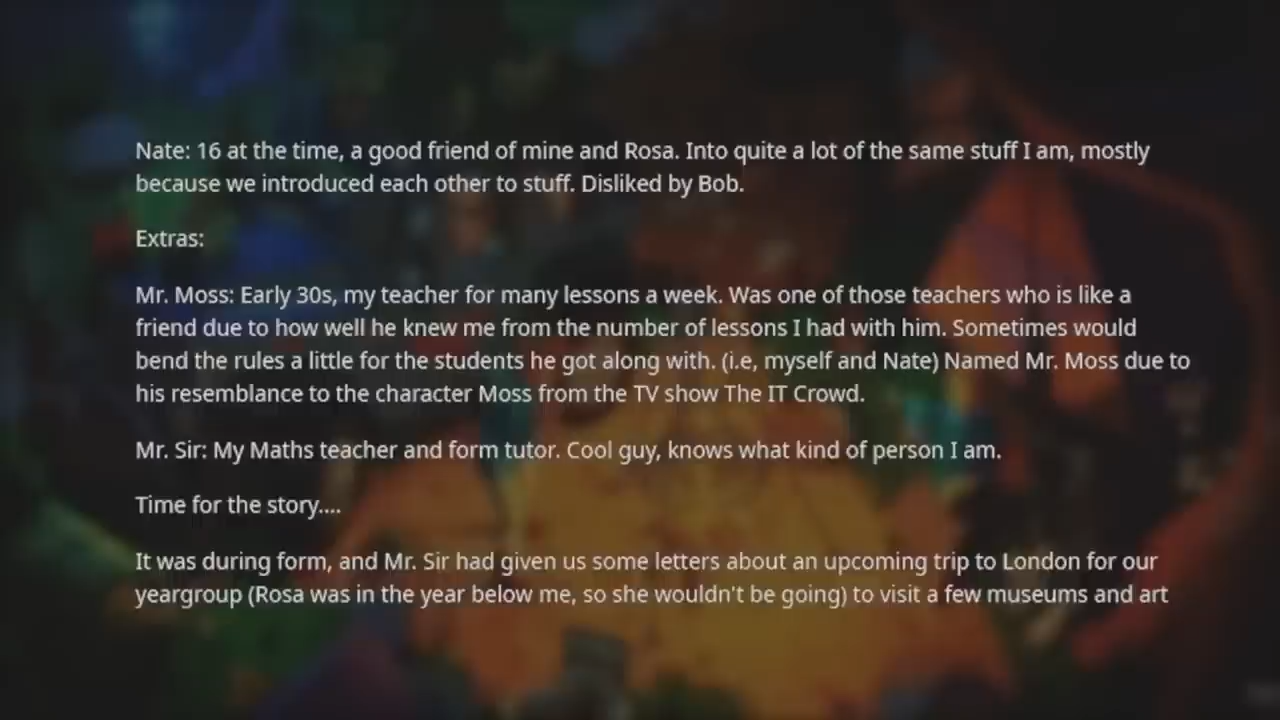 Nate: 16 at the time, a good friend of mine and Rosa. Into quite a lot of the same stuff I am, mostly
because we introduced each other to stuff. Disliked by Bob.
Extras:
Mr. Moss: Early 30s, my teacher for many lessons a week. Was one of those teachers who is like a
friend due to how well he knew me from the number of lessons I had with him. Sometimes would
bend the rules a little for the students he got along with. (i.e, myself and Nate) Named Mr. Moss due to
his resemblance to the character Moss from the TV show The IT Crowd.
Mr. Sir: My Maths teacher and form tutor. Cool guy, knows what kind of person I am.
Time for the story....
It was during form, and Mr. Sir had given us some letters about an upcoming trip to London for our
yeargroup (Rosa was in the year below me, so she wouldn't be going) to visit a few museums and art